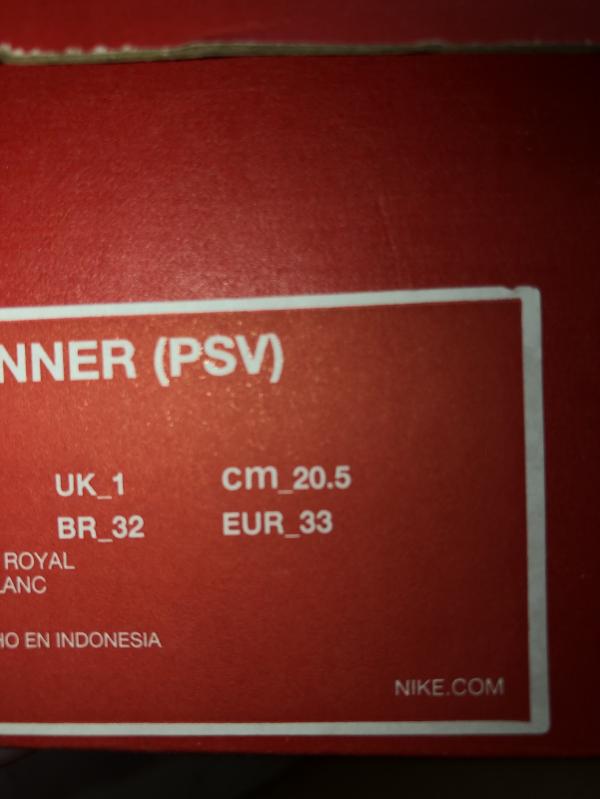 NNER (PSV)
UK_1 cm_20.5
BR_32 EUR_33
ROYAL
LANC
HO EN INDONESIA
NIKE.COM